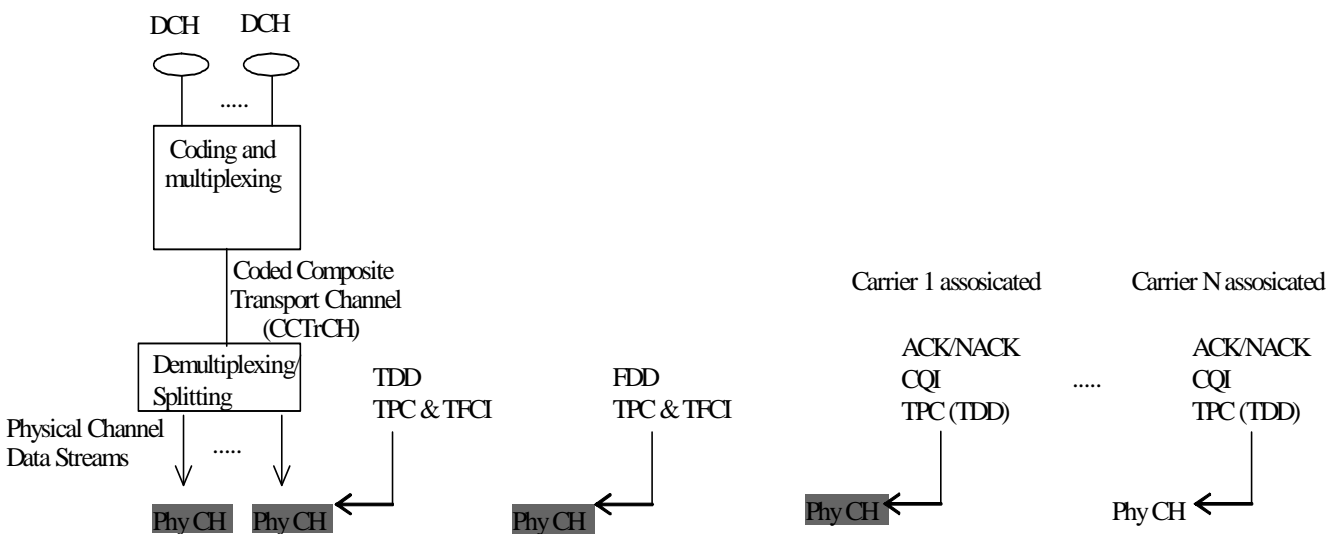 DCH DCH
.....
Coding and
multiplexing
Coded Composite
Transport Channel
(CCTrCH)
Demultiplexing/
Splitting
Physical Channel
Data Streams
.....
Phy CH Phy CH
TDD
TPC & TFCI
FDD
TPC & TFCI
Phy CH
Carrier 1 assosicated
ACK/NACK
CQI
TPC (TDD)
Phy CH
.....
Carrier N assosicated
ACK/NACK
CQI
TPC (TDD)
Phy CH